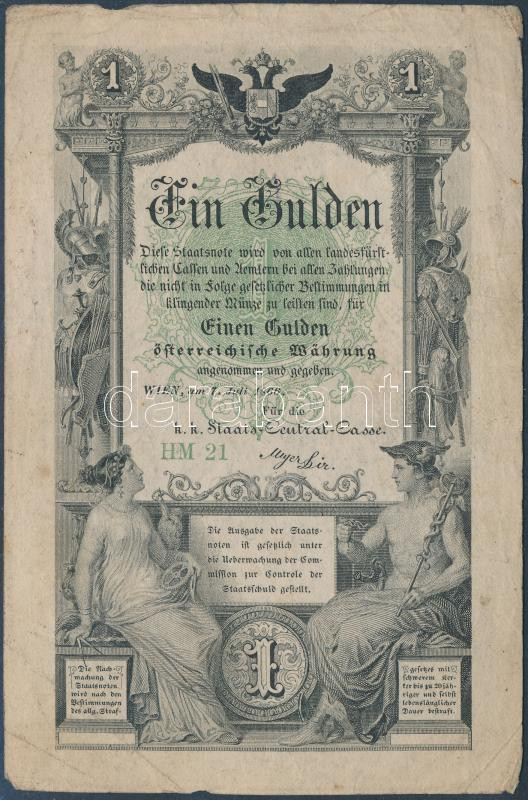 1 1
Ein Gulden
Diese Staatsnote wird von allen landesfürst-
lichen Cassen und Aemtern bei allen Zahlungen,
die nicht in Folge gesetzlicher Bestimmungen in
klingender Münze zu leisten sind, für
Einen Gulden
österreichische Währung
angenommen und gegeben.
WIEN, am 7. Juli 1866.
Für die
k. k. Staats-Central-Casse.
HM 21
darabanth
Die Ausgabe der Staats-
noten ist gesetzlich unter
die Ueberwachung der Com-
mission zur Controle der
Staatsschuld gestellt.
1
Die Nach-
machung der
Staatsnoten
wird nach den
Bestimmungen
des allg. Straf-
gesetzes mit
schwerem Ker-
ker bis zu 20jäh-
riger und selbst
lebenslänglicher
Dauer bestraft.